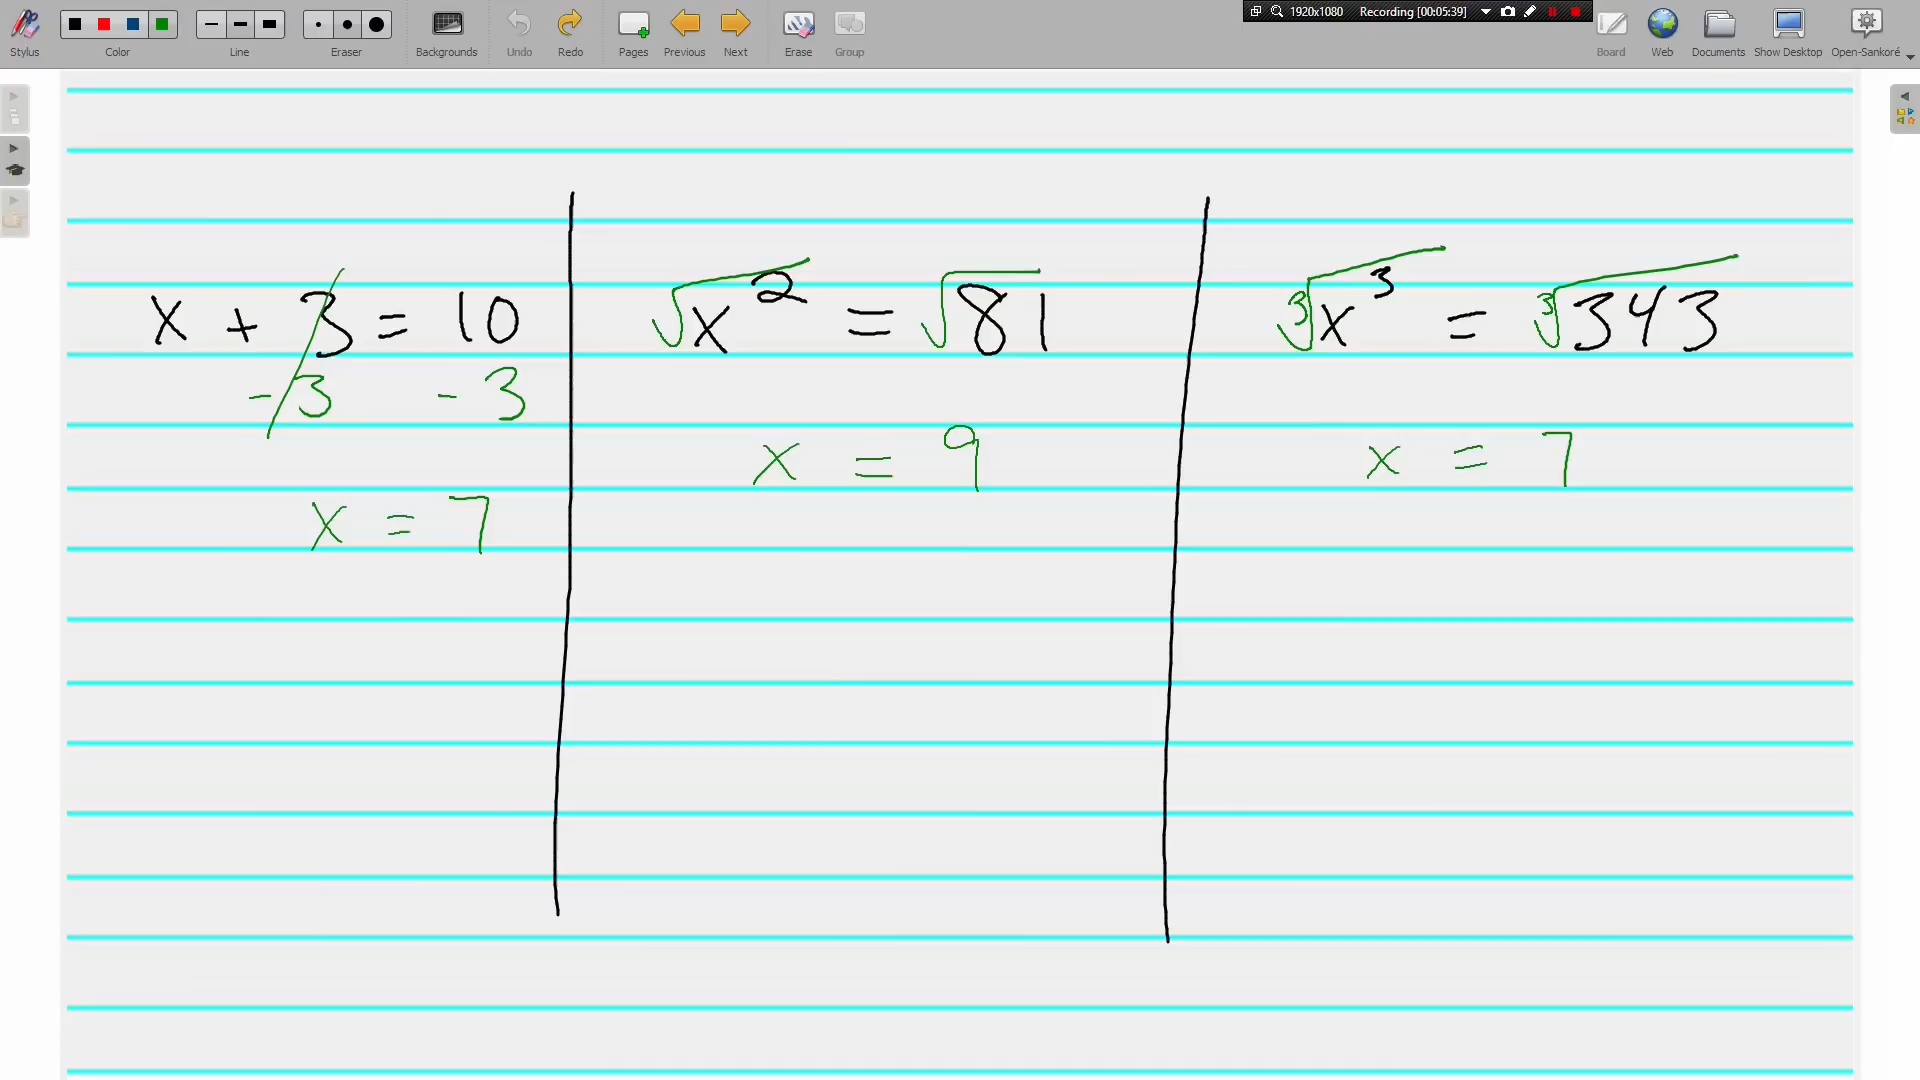 1920x1080 Recording [00:05:39]
Stylus Color Line Eraser Backgrounds Undo Redo Pages Previous Next Erase Group Board Web Documents Show Desktop Open-Sankoré
x + 3 = 10
- 3 - 3
x = 7
√x² = √81
x = 9
∛x³ = ∛343
x = 7